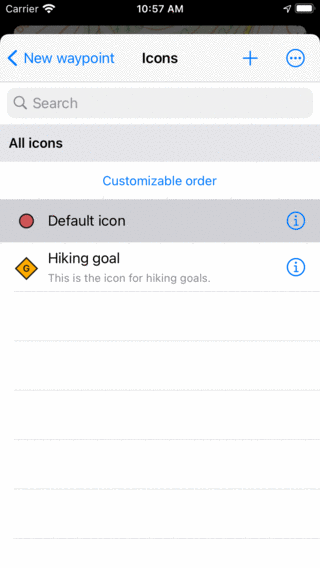 Carrier 10:57 AM
New waypoint Icons
Search
All icons
Customizable order
Default icon
Hiking goal
G
This is the icon for hiking goals.